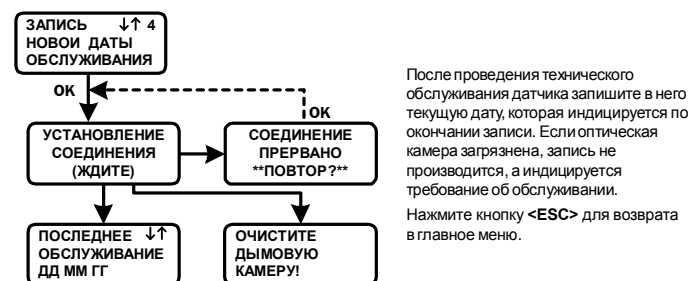 ЗАПИСЬ ↓↑ 4
НОВОИ ДАТЫ
ОБСЛУЖИВАНИЯ
OK
OK
УСТАНОВЛЕНИЕ
СОЕДИНЕНИЯ
(ЖДИТЕ)
СОЕДИНЕНИЕ
ПРЕРВАНО
**ПОВТОР?**
ПОСЛЕДНЕЕ ↓↑
ОБСЛУЖИВАНИЕ
ДД ММ ГГ
ОЧИСТИТЕ
ДЫМОВУЮ
КАМЕРУ!
После проведения технического
обслуживания датчика запишите в него
текущую дату, которая индицируется по
окончании записи. Если оптическая
камера загрязнена, запись не
производится, а индицируется
требование об обслуживании.
Нажмите кнопку <ESC> для возврата
в главное меню.